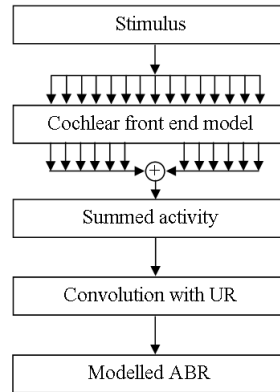 Stimulus
Cochlear front end model
+
Summed activity
Convolution with UR
Modelled ABR